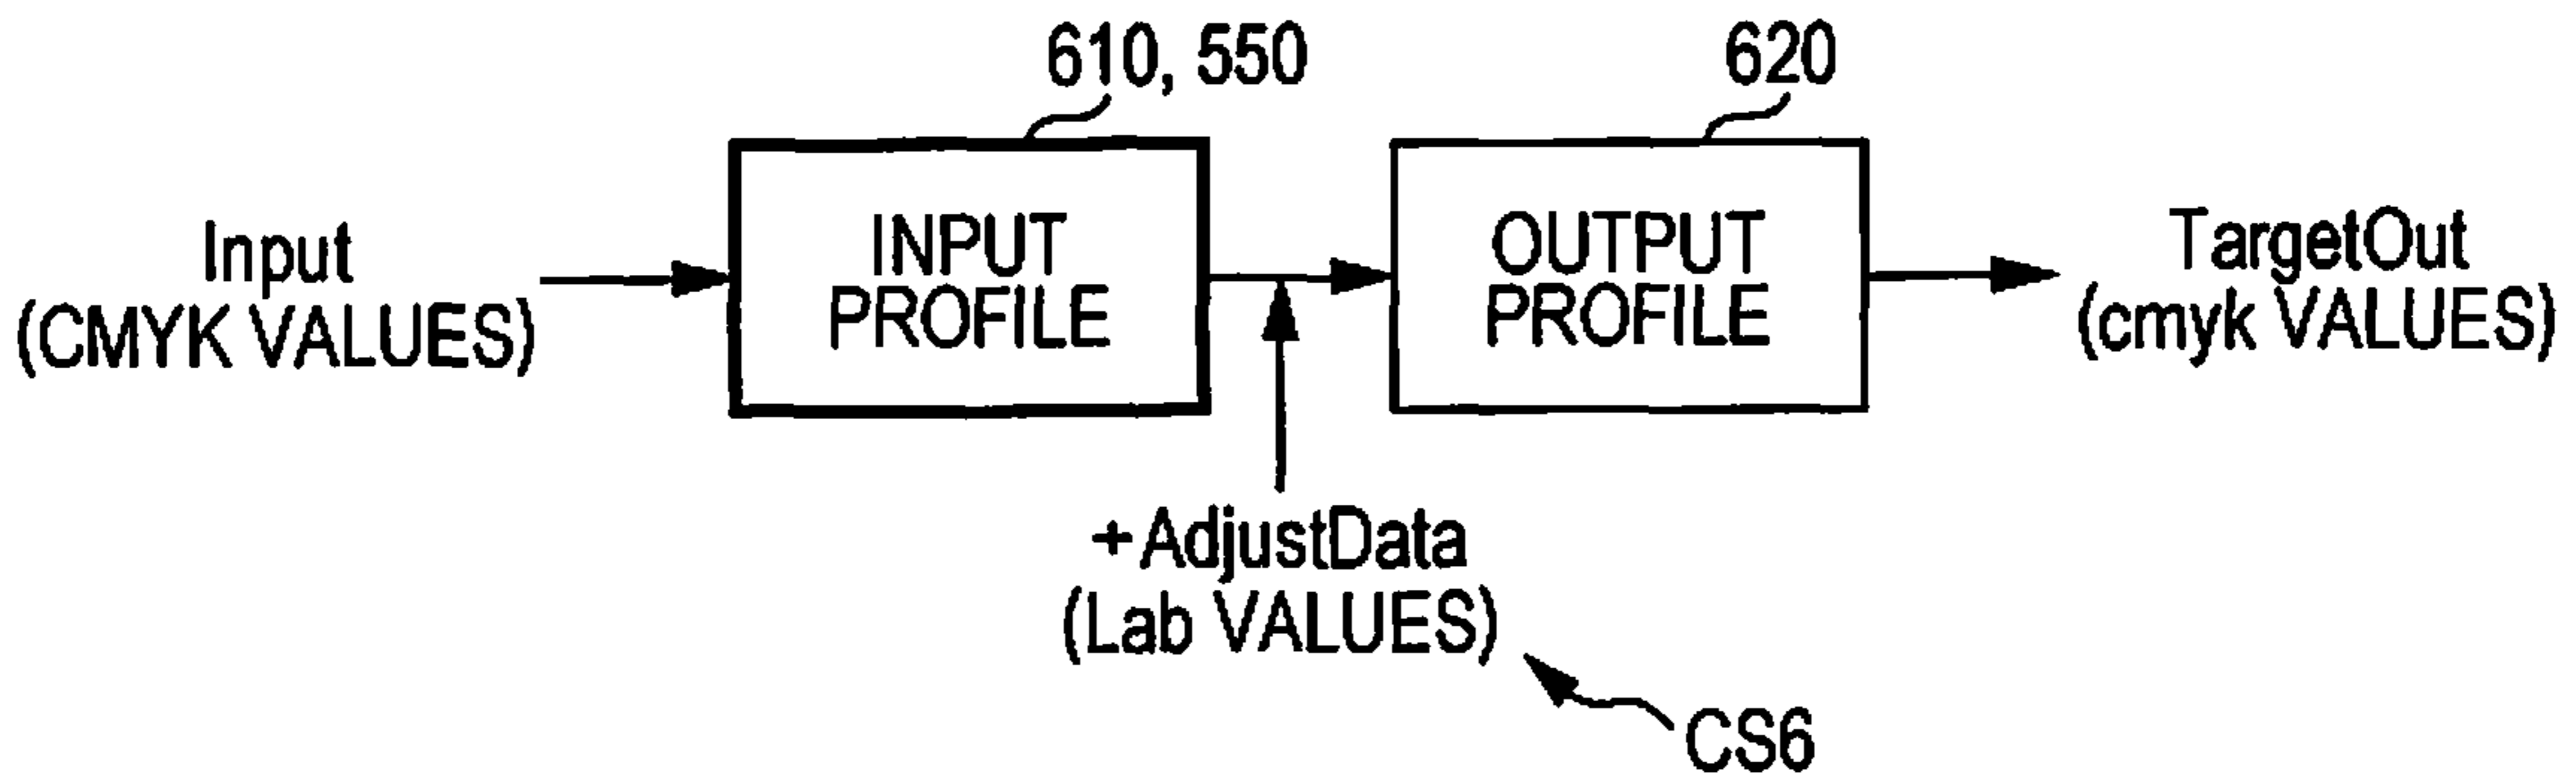 610, 550
620
Input
(CMYK VALUES)
INPUT
PROFILE
OUTPUT
PROFILE
TargetOut
(cmyk VALUES)
+AdjustData
(Lab VALUES)
CS6